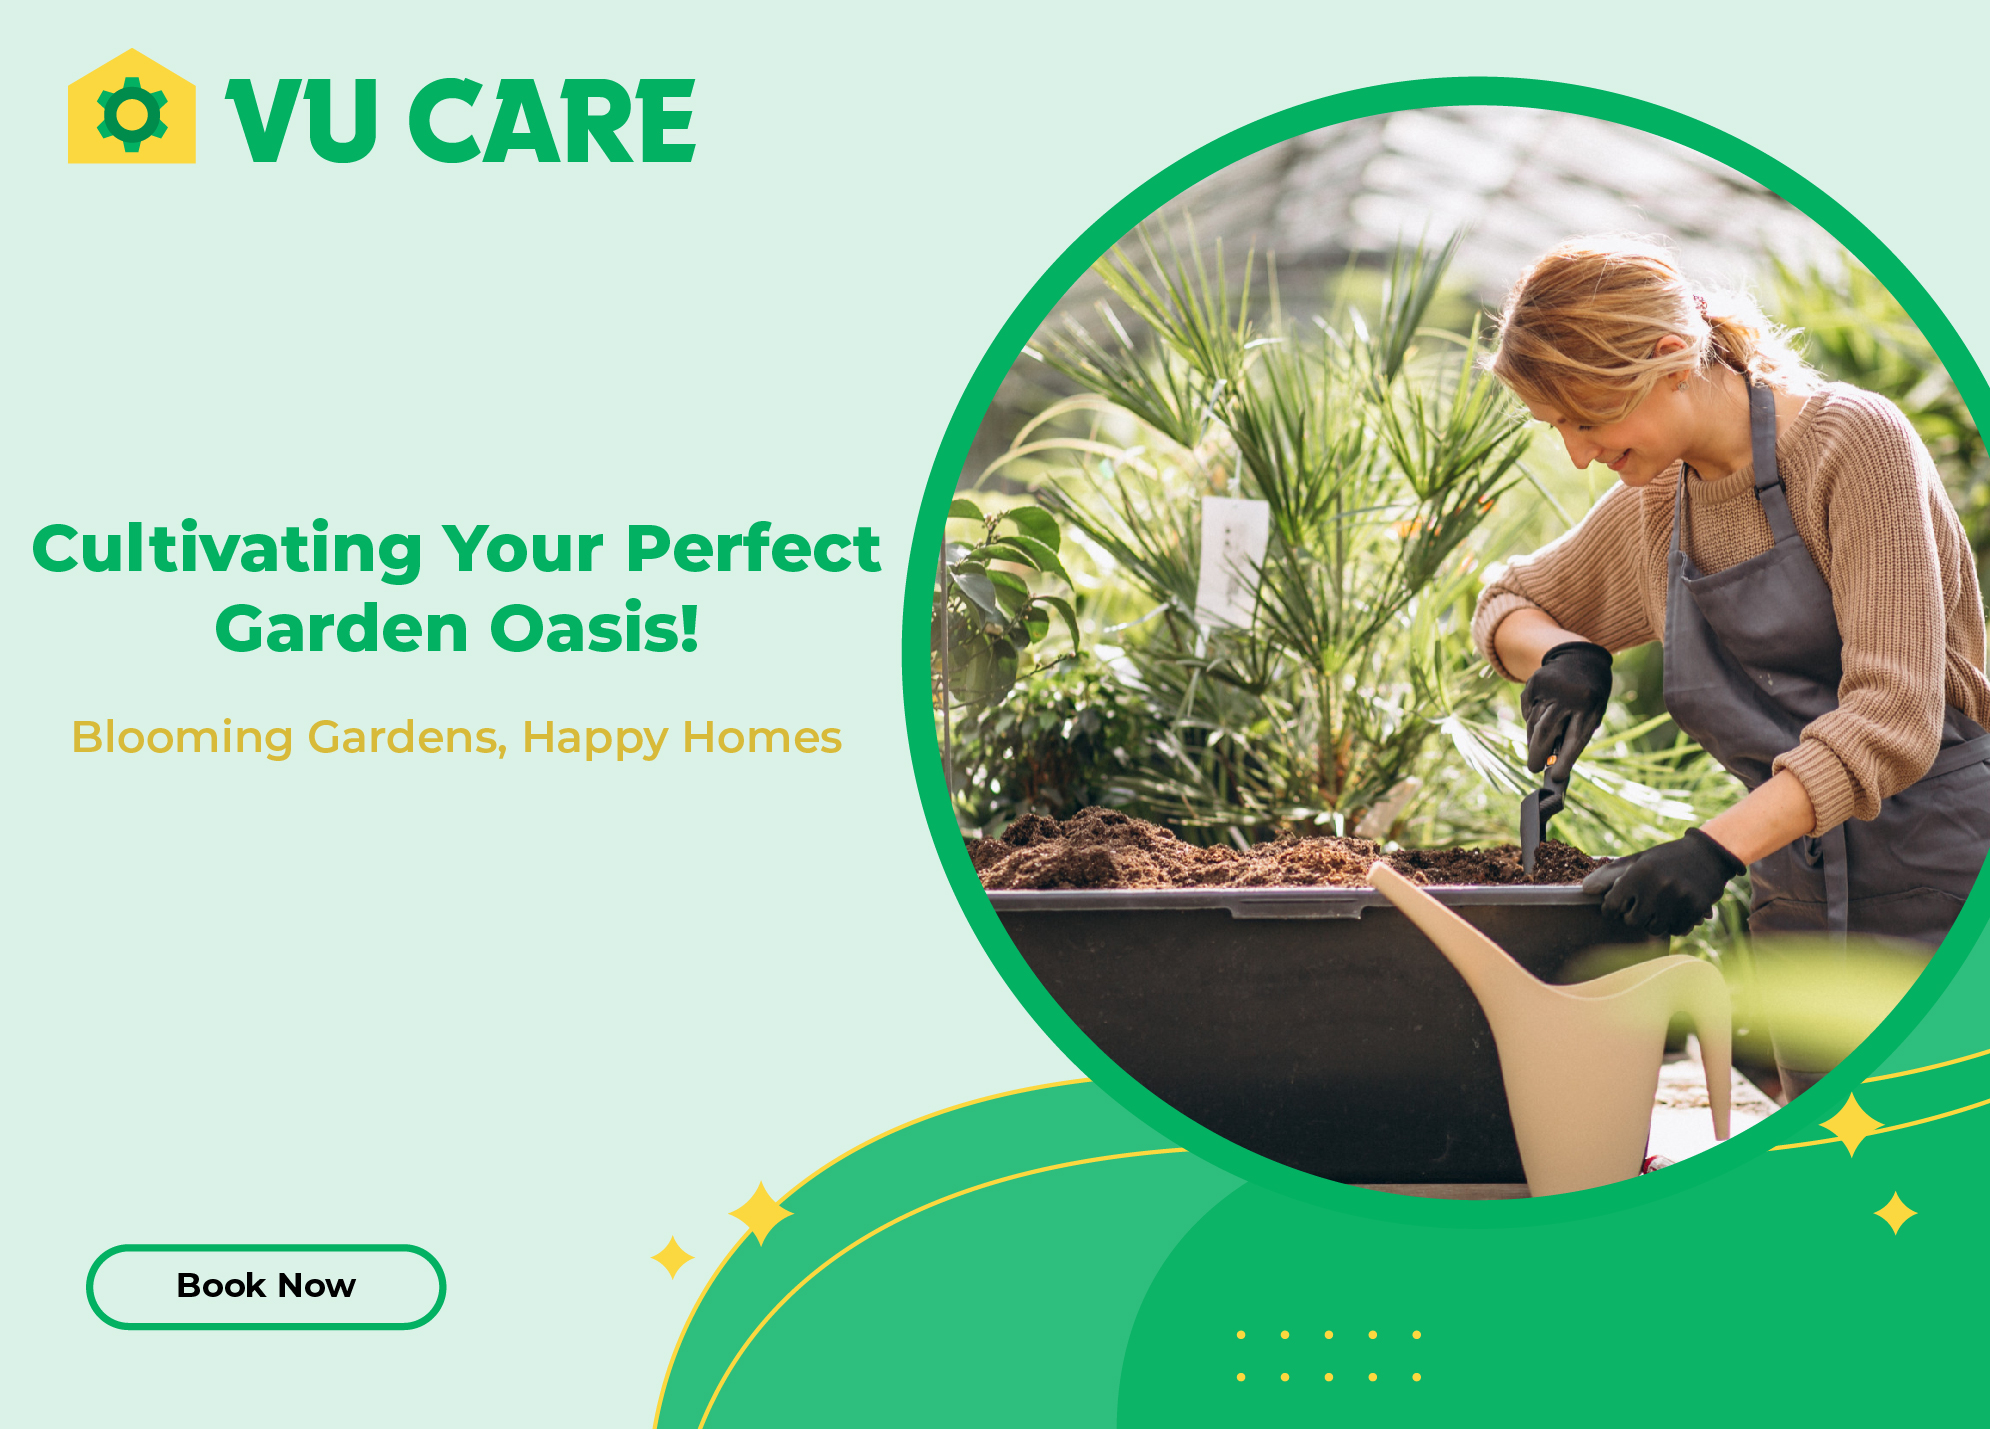 VU CARE
Cultivating Your Perfect
Garden Oasis!
Blooming Gardens, Happy Homes
Book Now